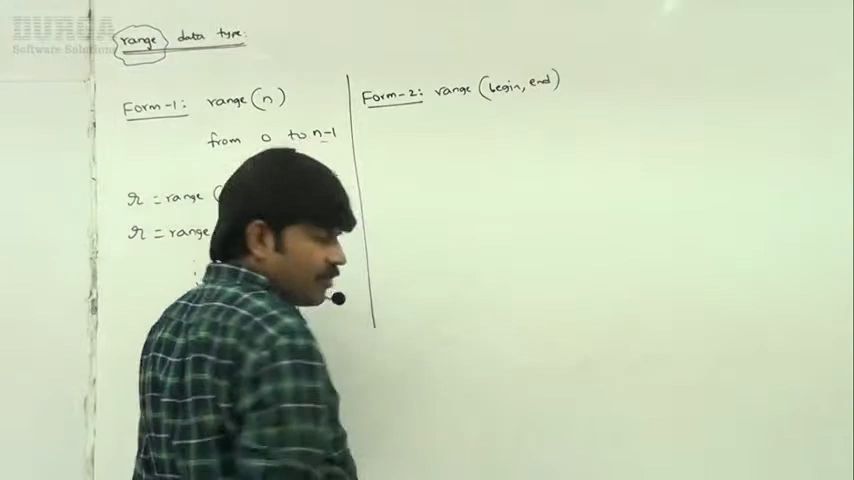 DURGA
Software Solutions
range data type:
Form-1: range(n)
from 0 to n-1
r = range (
r = range
Form-2: range (begin, end)